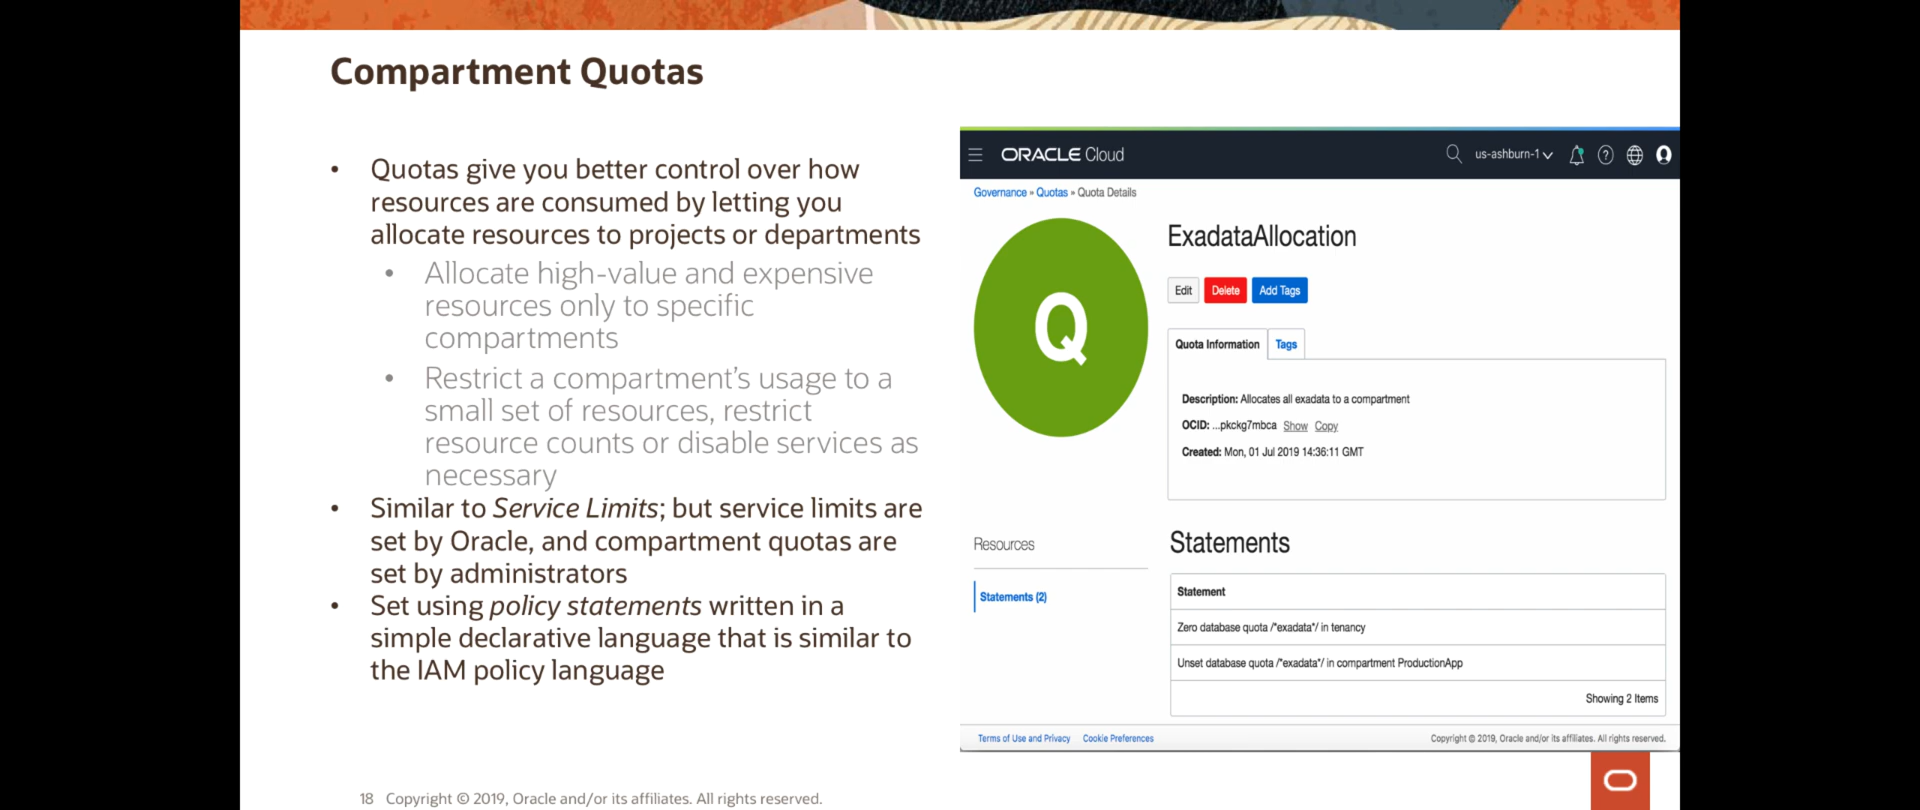 Compartment Quotas
• Quotas give you better control over how
resources are consumed by letting you
allocate resources to projects or departments
• Allocate high-value and expensive
resources only to specific
compartments
• Restrict a compartment's usage to a
small set of resources, restrict
resource counts or disable services as
necessary
• Similar to Service Limits; but service limits are
set by Oracle, and compartment quotas are
set by administrators
• Set using policy statements written in a
simple declarative language that is similar to
the IAM policy language
ORACLE Cloud
us-ashburn-1
Governance » Quotas » Quota Details
Q
ExadataAllocation
Edit Delete Add Tags
Quota Information Tags
Description: Allocates all exadata to a compartment
OCID: ...pkckg7mbca Show Copy
Created: Mon, 01 Jul 2019 14:36:11 GMT
Resources
Statements (2)
Statements
Statement
Zero database quota /*exadata*/ in tenancy
Unset database quota /*exadata*/ in compartment ProductionApp
Showing 2 Items
Terms of Use and Privacy Cookie Preferences
Copyright © 2019, Oracle and/or its affiliates. All rights reserved.
18 Copyright © 2019, Oracle and/or its affiliates. All rights reserved.